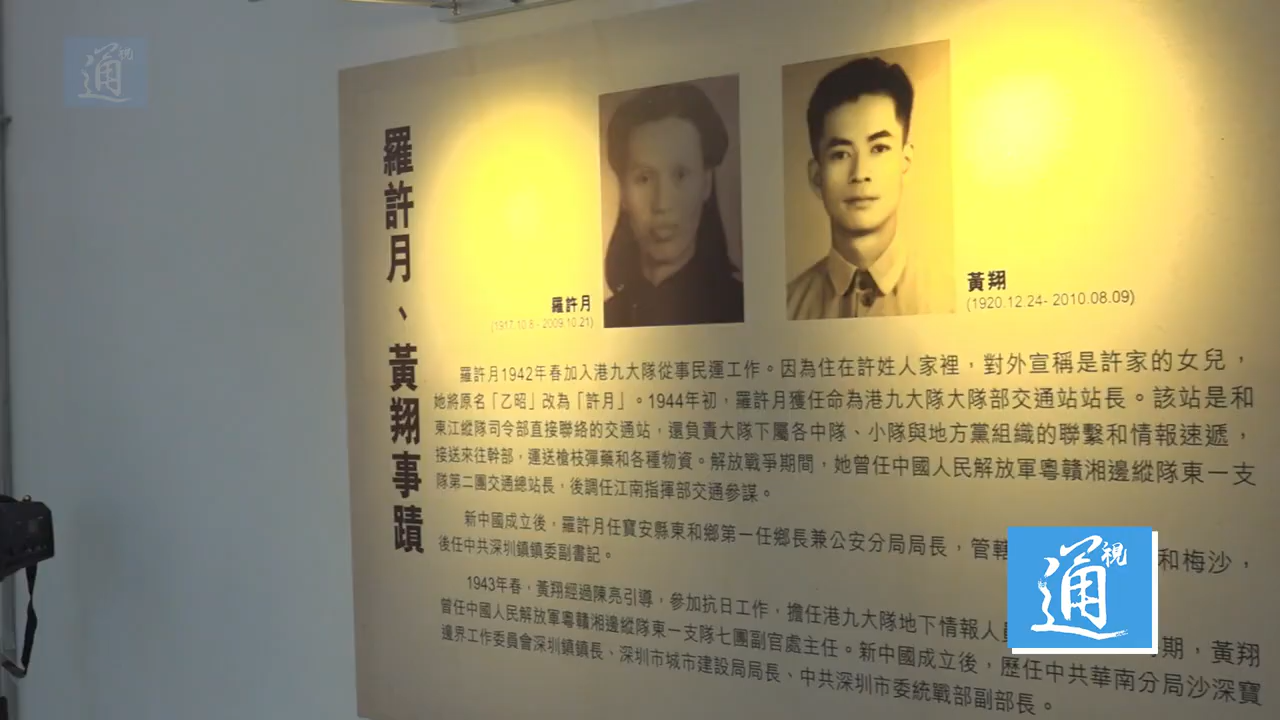 通視
羅許月、黃翔事蹟
羅許月
(1917.10.8 - 2009.10.21)
黃翔
(1920.12.24- 2010.08.09)
羅許月1942年春加入港九大隊從事民運工作。因為住在許姓人家裡，對外宣稱是許家的女兒，
她將原名「乙昭」改為「許月」。1944年初，羅許月獲任命為港九大隊大隊部交通站站長。該站是和
東江縱隊司令部直接聯絡的交通站，還負責大隊下屬各中隊、小隊與地方黨組織的聯繫和情報速遞，
接送來往幹部，運送槍枝彈藥和各種物資。解放戰爭期間，她曾任中國人民解放軍粵贛湘邊縱隊東一支
隊第二團交通總站長，後調任江南指揮部交通參謀。
新中國成立後，羅許月任寶安縣東和鄉第一任鄉長兼公安分局局長，管轄和梅沙，
後任中共深圳鎮鎮委副書記。
1943年春，黃翔經過陳亮引導，參加抗日工作，擔任港九大隊地下情報人期，黃翔
曾任中國人民解放軍粵贛湘邊縱隊東一支隊七團副官處主任。新中國成立後，歷任中共華南分局沙深寶
邊界工作委員會深圳鎮鎮長、深圳市城市建設局局長、中共深圳市委統戰部副部長。
通視